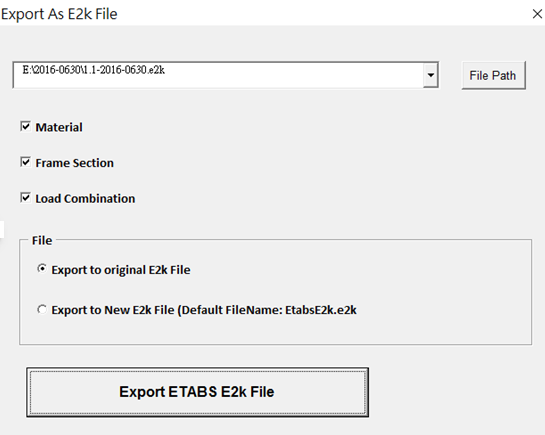 Export As E2k File
E:\2016-0630\1.1-2016-0630.e2k
File Path
Material
Frame Section
Load Combination
File
Export to original E2k File
Export to New E2k File (Default FileName: EtabsE2k.e2k
Export ETABS E2k File